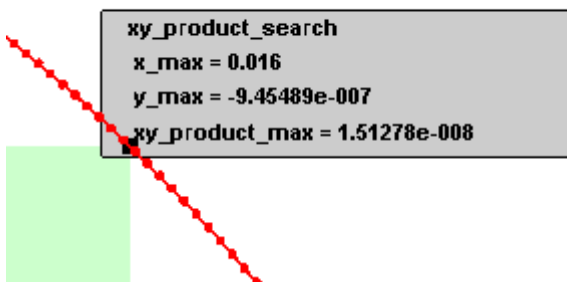 xy_product_search
x_max = 0.016
y_max = -9.45489e-007
xy_product_max = 1.51278e-008